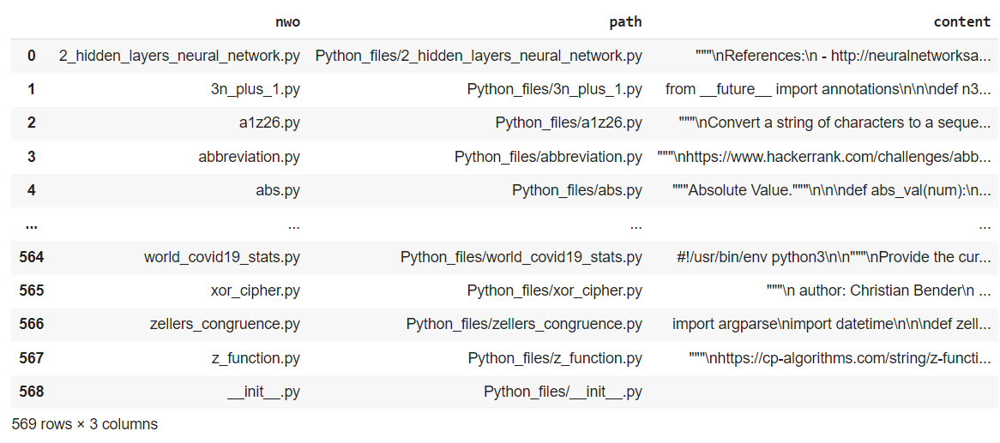 nwo path content
0 2_hidden_layers_neural_network.py Python_files/2_hidden_layers_neural_network.py """\nReferences:\n - http://neuralnetworksa...
1 3n_plus_1.py Python_files/3n_plus_1.py from __future__ import annotations\n\n\ndef n3...
2 a1z26.py Python_files/a1z26.py """\nConvert a string of characters to a seque...
3 abbreviation.py Python_files/abbreviation.py """\nhttps://www.hackerrank.com/challenges/abb...
4 abs.py Python_files/abs.py """Absolute Value."""\n\n\ndef abs_val(num):\n...
... ... ... ...
564 world_covid19_stats.py Python_files/world_covid19_stats.py #!/usr/bin/env python3\n\n"""\nProvide the cur...
565 xor_cipher.py Python_files/xor_cipher.py """\n author: Christian Bender\n ...
566 zellers_congruence.py Python_files/zellers_congruence.py import argparse\nimport datetime\n\n\ndef zell...
567 z_function.py Python_files/z_function.py """\nhttps://cp-algorithms.com/string/z-functi...
568 __init__.py Python_files/__init__.py
569 rows × 3 columns